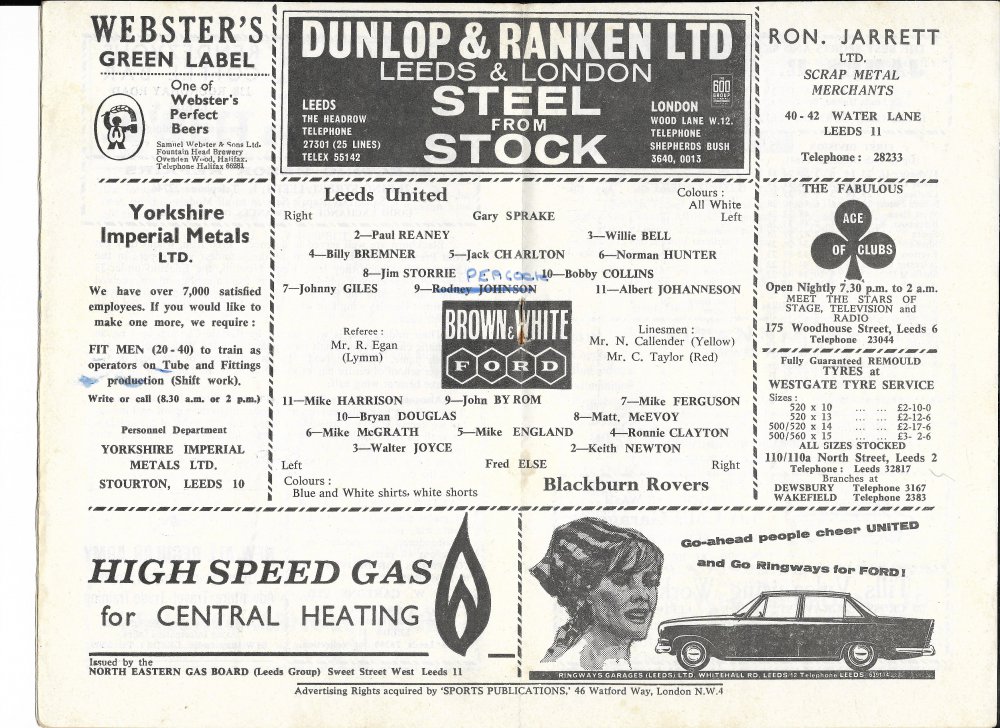 WEBSTER'S
GREEN LABEL
One of
Webster's
Perfect
Beers
Samuel Webster & Sons Ltd.
Fountain Head Brewery
Ovenden Wood, Halifax.
Telephone Halifax 66281
DUNLOP & RANKEN LTD
LEEDS & LONDON
STEEL
FROM
STOCK
LEEDS
THE HEADROW
TELEPHONE
27301 (25 LINES)
TELEX 55142
THE
600
GROUP
LONDON
WOOD LANE W.12.
TELEPHONE
SHEPHERDS BUSH
3640, 0013
RON. JARRETT
LTD.
SCRAP METAL
MERCHANTS
40 - 42 WATER LANE
LEEDS 11
Telephone : 28233
Yorkshire
Imperial Metals
LTD.
We have over 7,000 satisfied
employees. If you would like to
make one more, we require :
FIT MEN (20 - 40) to train as
operators on Tube and Fittings
production (Shift work).
Write or call (8.30 a.m. or 2 p.m.)
Personnel Department
YORKSHIRE IMPERIAL
METALS LTD.
STOURTON, LEEDS 10
Leeds United
Colours :
All White
Right Gary SPRAKE Left
2—Paul REANEY 3—Willie BELL
4—Billy BREMNER 5—Jack CHARLTON 6—Norman HUNTER
8—Jim STORRIE PEACOCK 10—Bobby COLLINS
7—Johnny GILES 9—Rodney JOHNSON 11—Albert JOHANNESON
Referee :
Mr. R. Egan
(Lymm)
BROWN & WHITE
FORD
Linesmen :
Mr. N. Callender (Yellow)
Mr. C. Taylor (Red)
11—Mike HARRISON 9—John BYROM 7—Mike FERGUSON
10—Bryan DOUGLAS 8—Matt. McEVOY
6—Mike McGRATH 5—Mike ENGLAND 4—Ronnie CLAYTON
3—Walter JOYCE 2—Keith NEWTON
Left Fred ELSE Right
Colours :
Blue and White shirts, white shorts
Blackburn Rovers
THE FABULOUS
ACE
OF CLUBS
Open Nightly 7.30 p.m. to 2 a.m.
MEET THE STARS OF
STAGE, TELEVISION and
RADIO
175 Woodhouse Street, Leeds 6
Telephone 23044
Fully Guaranteed REMOULD
TYRES at
WESTGATE TYRE SERVICE
Sizes :
520 x 10 ... ... £2-10-0
520 x 13 ... ... £2-12-6
500/520 x 14 ... ... £2-17-6
500/560 x 15 ... ... £3- 2-6
ALL SIZES STOCKED
110/110a North Street, Leeds 2
Telephone : Leeds 32817
Branches at
DEWSBURY Telephone 3167
WAKEFIELD Telephone 2383
HIGH SPEED GAS
for CENTRAL HEATING
Issued by the
NORTH EASTERN GAS BOARD (Leeds Group) Sweet Street West Leeds 11
Go-ahead people cheer UNITED
and Go Ringways for FORD!
RINGWAYS GARAGES (LEEDS) LTD. WHITEHALL RD. LEEDS 12 Telephone LEEDS
Advertising Rights acquired by 'SPORTS PUBLICATIONS,' 46 Watford Way, London N.W.4